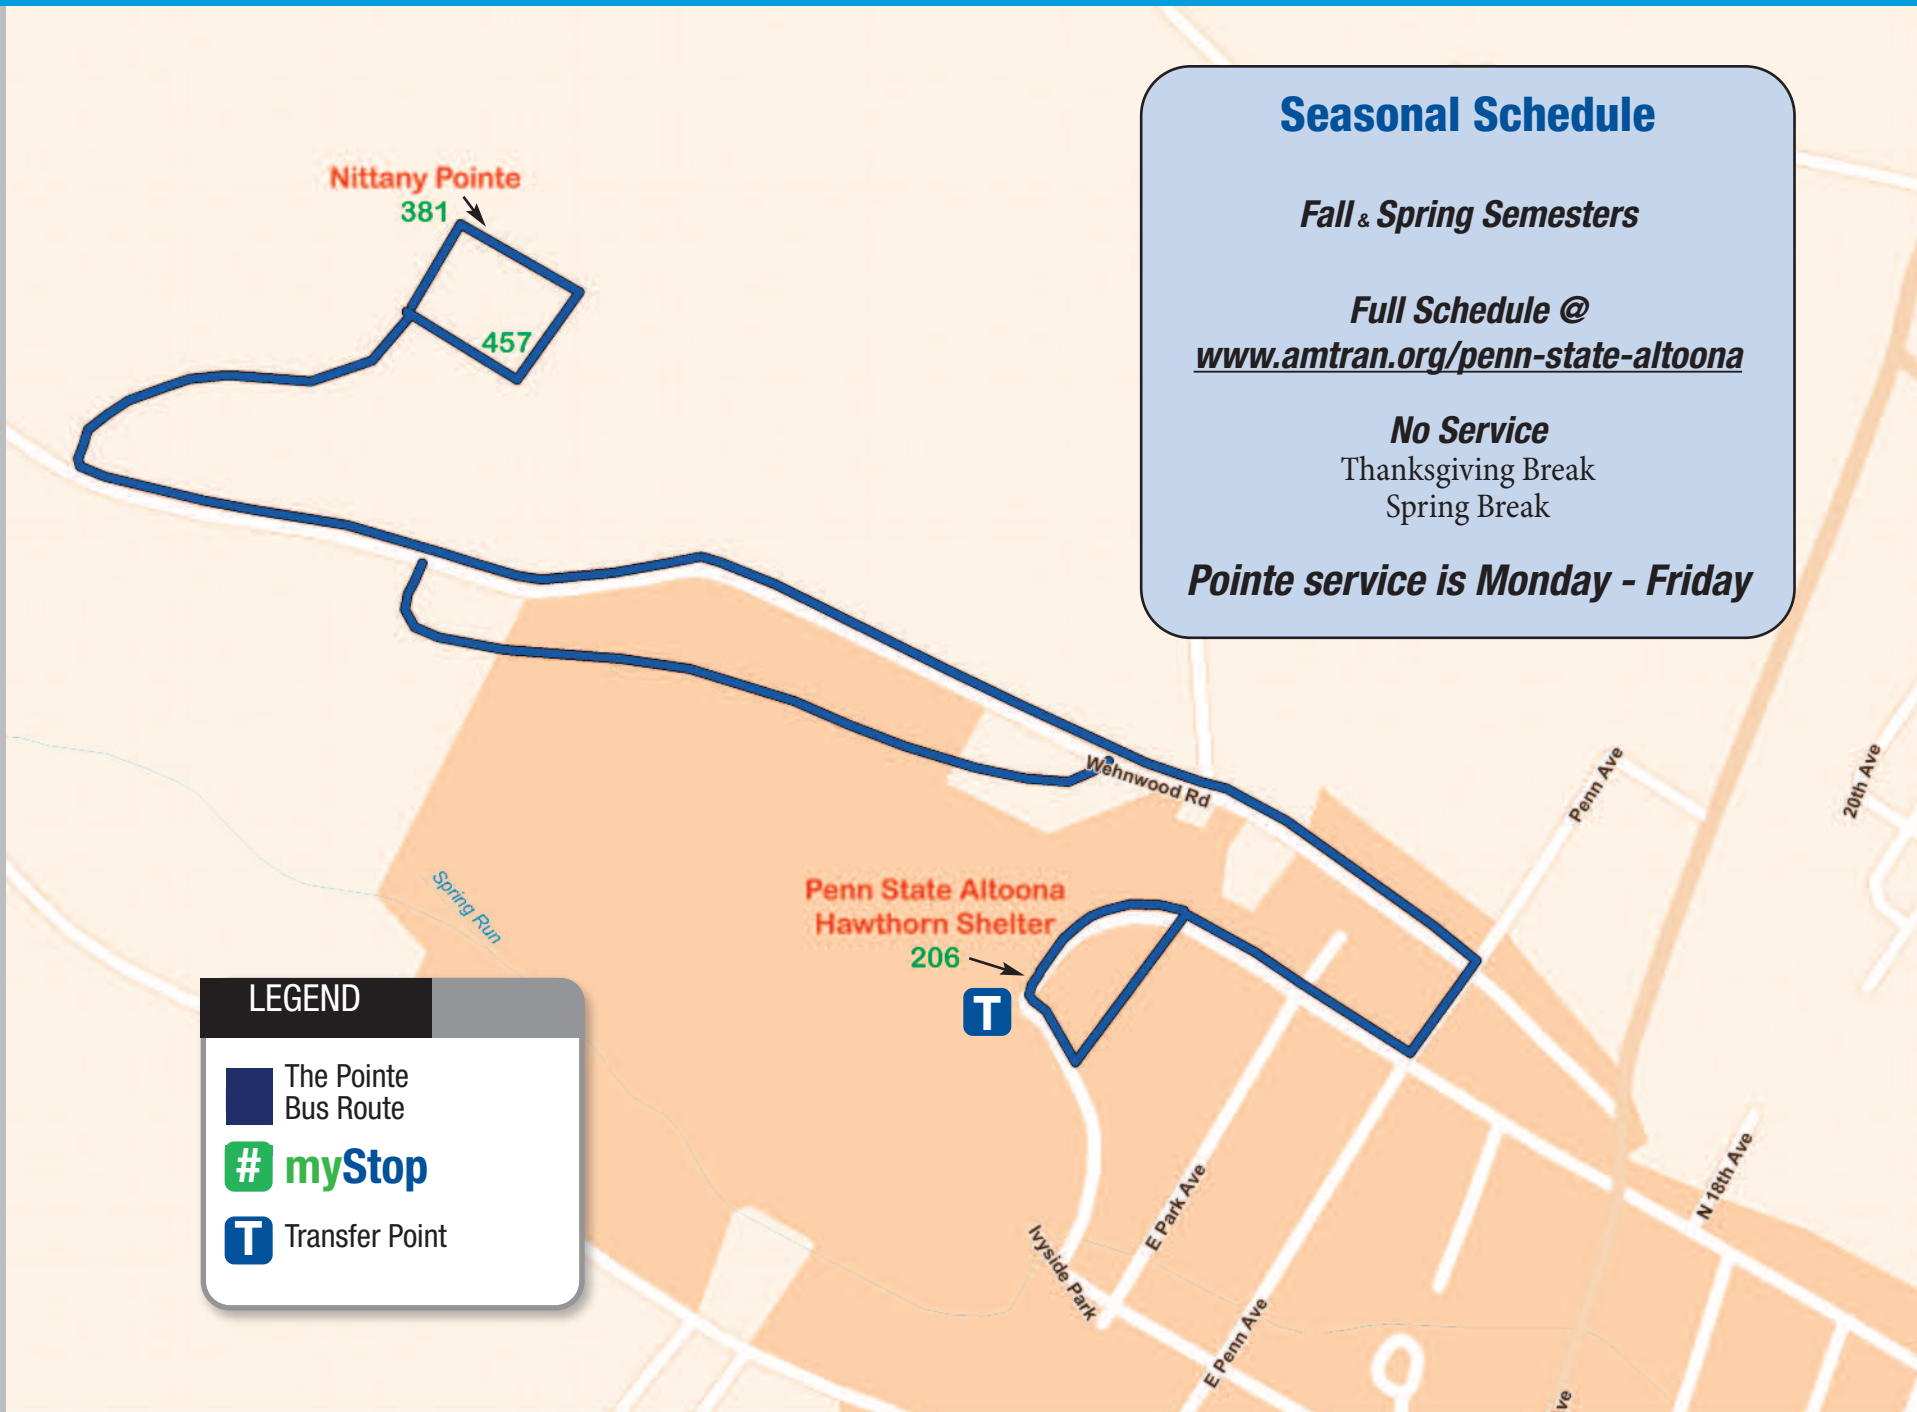 Seasonal Schedule
Fall & Spring Semesters
Full Schedule @
www.amtran.org/penn-state-altoona
No Service
Thanksgiving Break
Spring Break
Pointe service is Monday - Friday
Nittany Pointe
381
457
Wehnwood Rd
Penn Ave
20th Ave
Spring Run
Penn State Altoona
Hawthorn Shelter
206
T
N 18th Ave
E Park Ave
Ivyside Park
E Penn Ave
LEGEND
The Pointe
Bus Route
# myStop
T Transfer Point